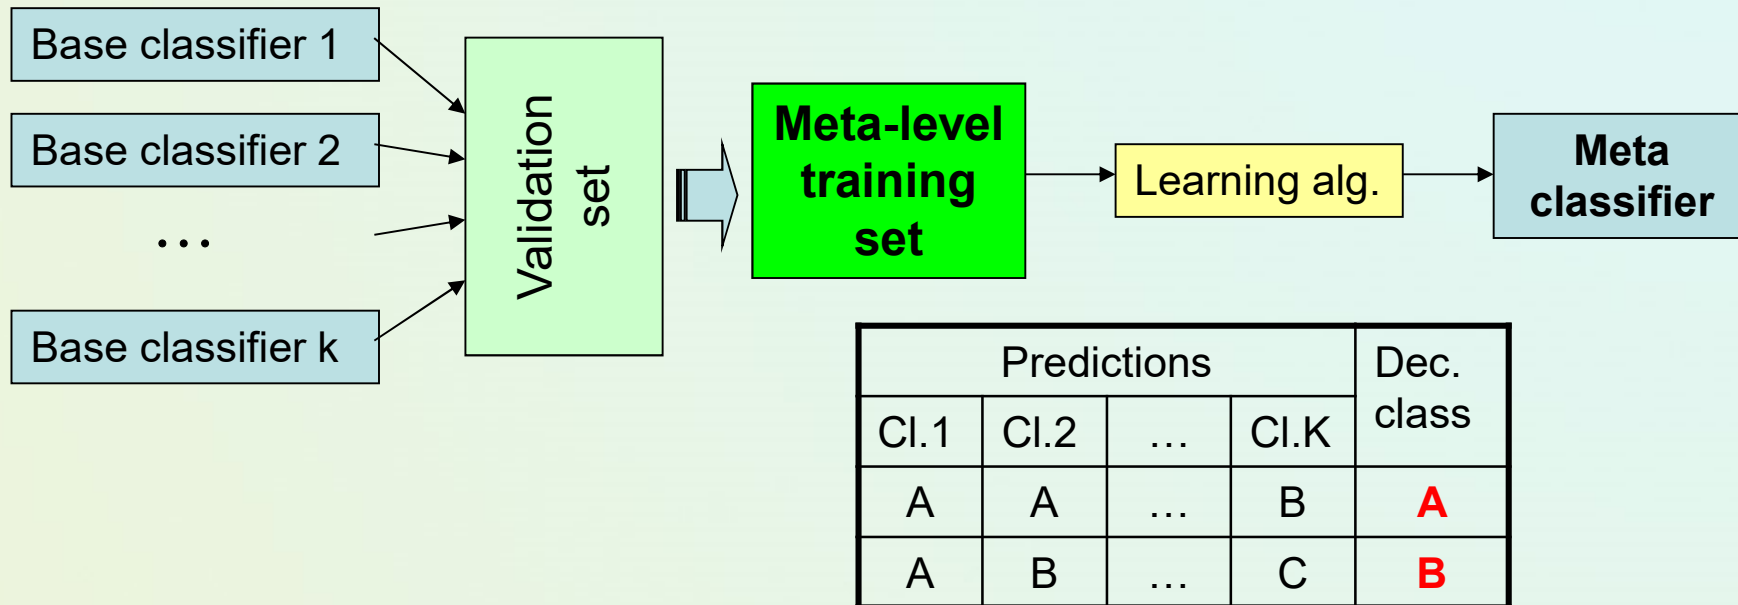 Base classifier 1
Base classifier 2
…
Base classifier k
Validation
set
Meta-level
training
set
Learning alg.
Meta
classifier
Predictions
Dec.
class
Cl.1 Cl.2 … Cl.K
A A … B A
A B … C B